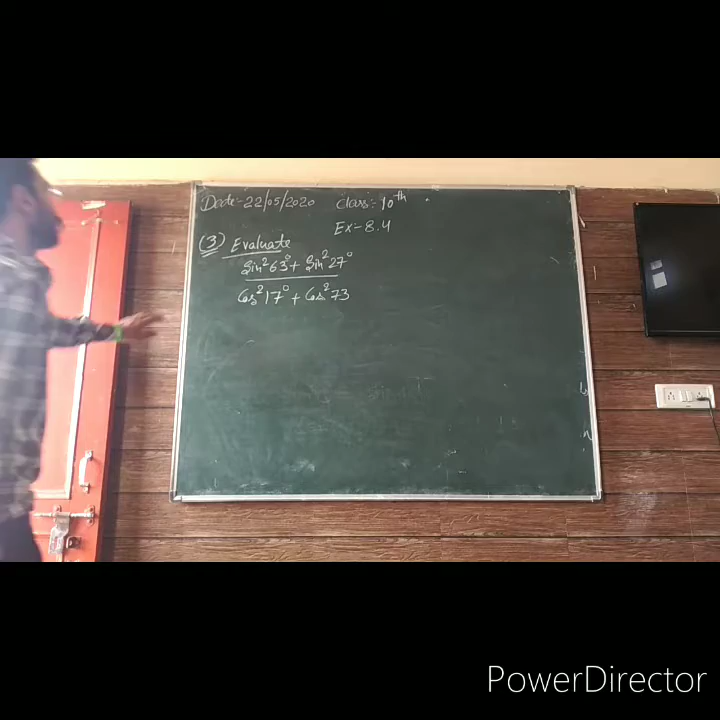 Date:- 22/05/2020 Class:- 10th
Ex-8.4
(3) Evaluate
Sin²63°+ Sin²27°
Cos²17° + Cos²73
PowerDirector